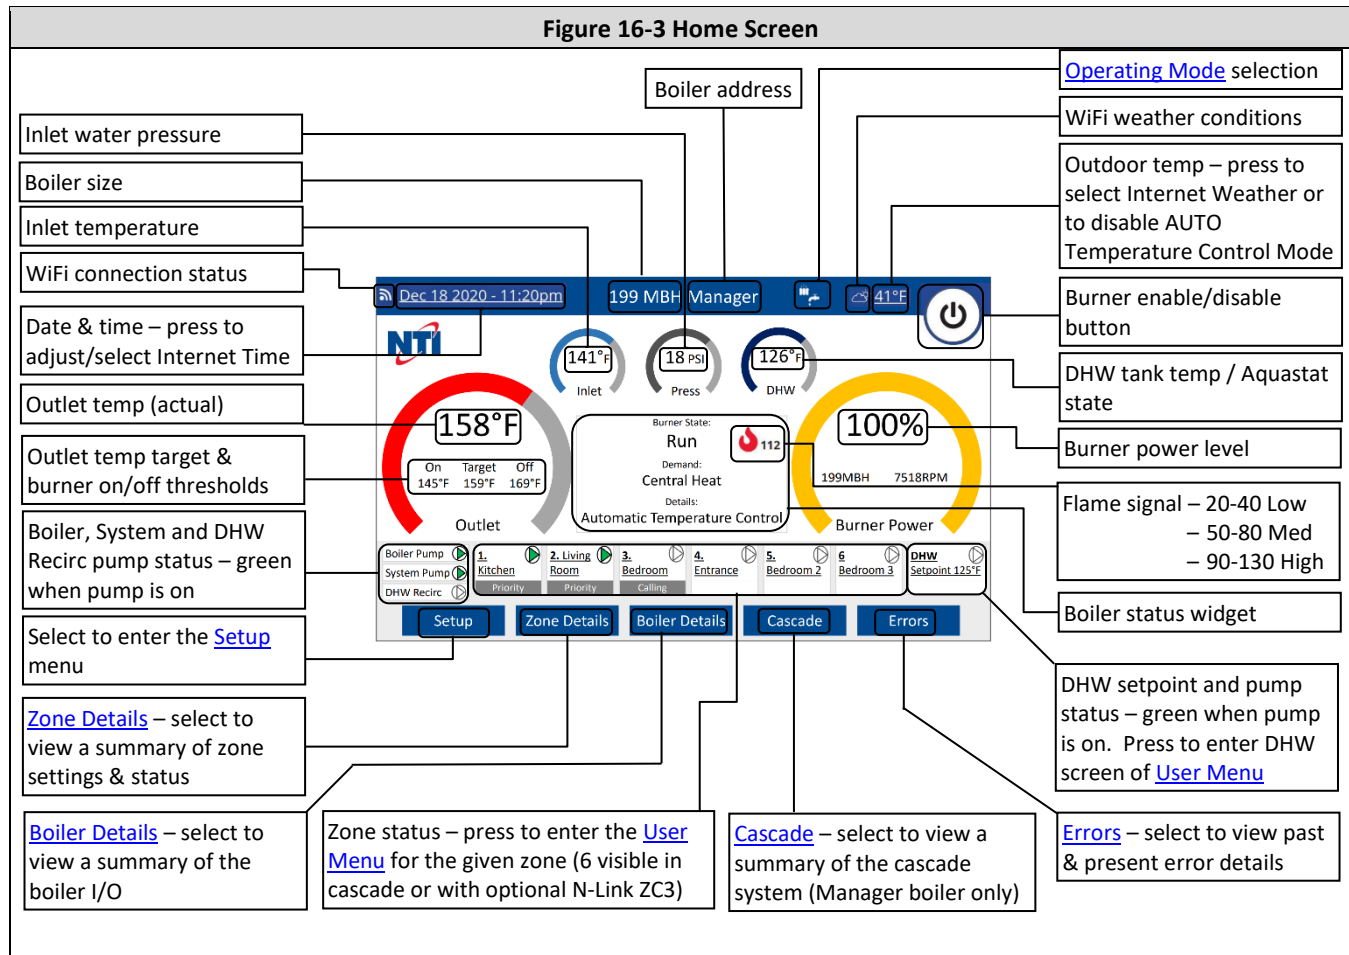 Figure 16-3 Home Screen
Inlet water pressure
Boiler size
Inlet temperature
WiFi connection status
Date & time – press to
adjust/select Internet Time
Outlet temp (actual)
Outlet temp target &
burner on/off thresholds
Boiler, System and DHW
Recirc pump status – green
when pump is on
Select to enter the Setup
menu
Zone Details – select to
view a summary of zone
settings & status
Boiler Details – select to
view a summary of the
boiler I/O
Boiler address
Operating Mode selection
WiFi weather conditions
Outdoor temp – press to
select Internet Weather or
to disable AUTO
Temperature Control Mode
Burner enable/disable
button
DHW tank temp / Aquastat
state
Burner power level
Flame signal – 20-40 Low
– 50-80 Med
– 90-130 High
Boiler status widget
DHW setpoint and pump
status – green when pump
is on. Press to enter DHW
screen of User Menu
Dec 18 2020 - 11:20pm
199 MBH
Manager
41°F
NTI
141°F
Inlet
18 PSI
Press
126°F
DHW
158°F
On Target Off
145°F 159°F 169°F
Outlet
Burner State:
Run
112
Demand:
Central Heat
Details:
Automatic Temperature Control
100%
199MBH 7518RPM
Burner Power
Boiler Pump
System Pump
DHW Recirc
1.
Kitchen
Priority
2. Living
Room
Priority
3.
Bedroom
Calling
4.
Entrance
5.
Bedroom 2
6
Bedroom 3
DHW
Setpoint 125°F
Setup
Zone Details
Boiler Details
Cascade
Errors
Zone status – press to enter the User
Menu for the given zone (6 visible in
cascade or with optional N-Link ZC3)
Cascade – select to view a
summary of the cascade
system (Manager boiler only)
Errors – select to view past
& present error details